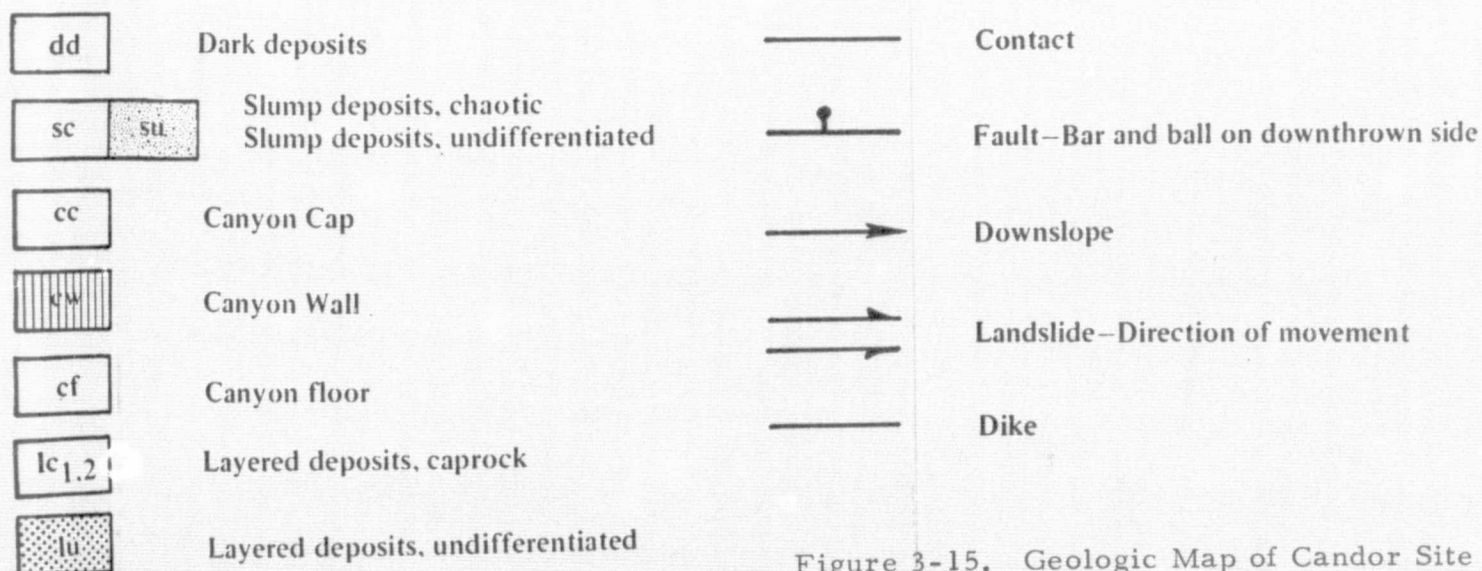 dd Dark deposits
sc su Slump deposits, chaotic
Slump deposits, undifferentiated
cc Canyon Cap
cw Canyon Wall
cf Canyon floor
lc1.2 Layered deposits, caprock
lu Layered deposits, undifferentiated
Contact
Fault—Bar and ball on downthrown side
Downslope
Landslide—Direction of movement
Dike
Figure 3-15. Geologic Map of Candor Site